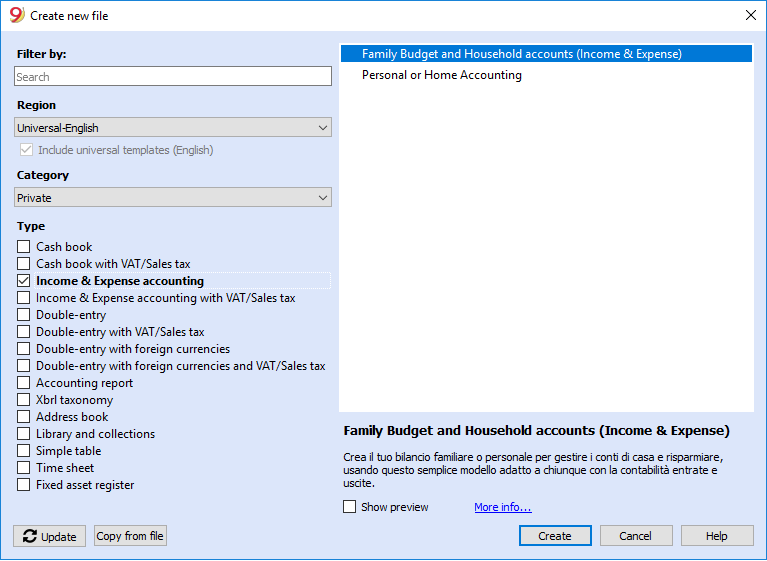 Create new file
Filter by:
Search
Region
Universal-English
Include universal templates (English)
Category
Private
Type
Cash book
Cash book with VAT/Sales tax
Income & Expense accounting
Income & Expense accounting with VAT/Sales tax
Double-entry
Double-entry with VAT/Sales tax
Double-entry with foreign currencies
Double-entry with foreign currencies and VAT/Sales tax
Accounting report
Xbrl taxonomy
Address book
Library and collections
Simple table
Time sheet
Fixed asset register
Update
Copy from file
Family Budget and Household accounts (Income & Expense)
Personal or Home Accounting
Family Budget and Household accounts (Income & Expense)
Crea il tuo bilancio familiare o personale per gestire i conti di casa e risparmiare,
usando questo semplice modello adatto a chiunque con la contabilità entrate e
uscite.
Show preview
More info...
Create
Cancel
Help